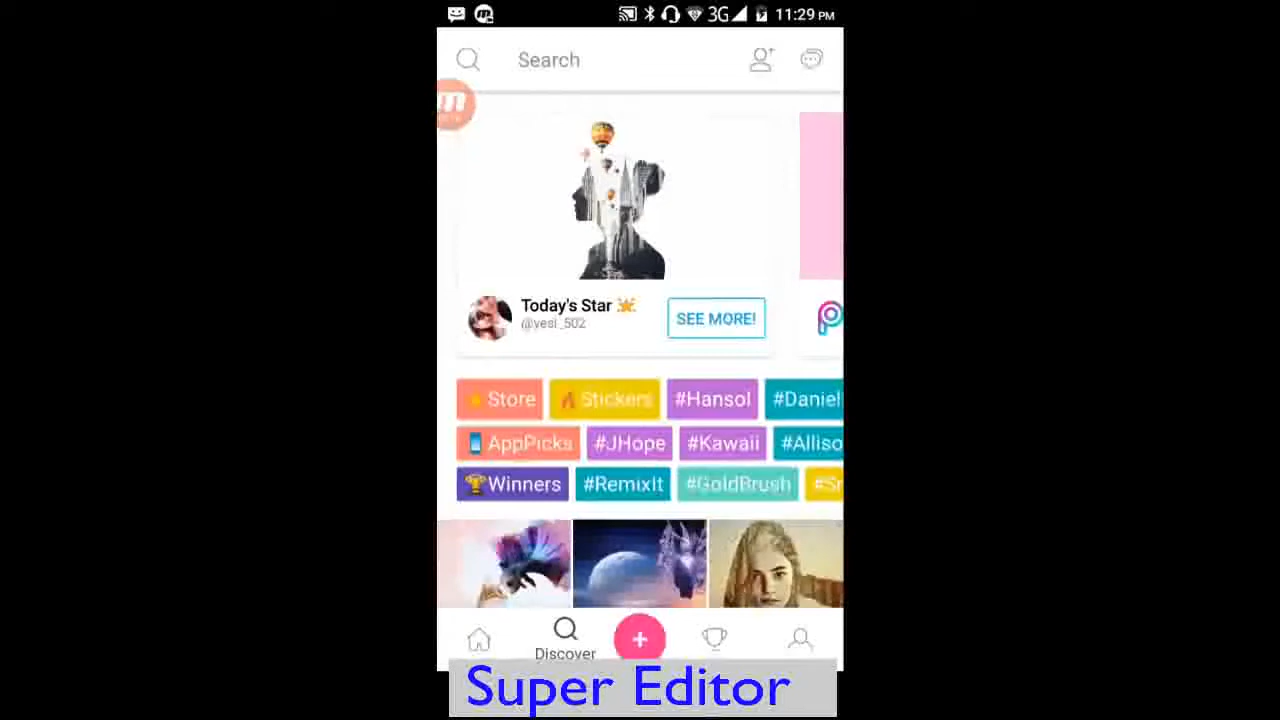 3G 11:29 PM
Search
Today's Star
@yesi_502
SEE MORE!
Store Stickers #Hansol #Daniel
AppPicks #JHope #Kawaii #Alliso
Winners #RemixIt #GoldBrush
Discover
Super Editor